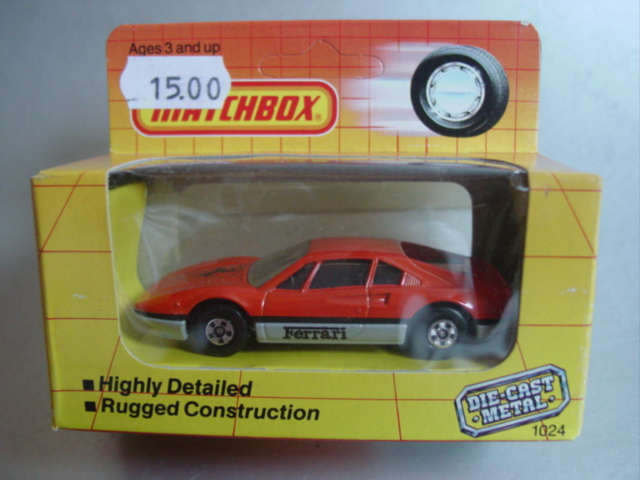 Ages 3 and up
15.00
MATCHBOX
Ferrari
Highly Detailed
Rugged Construction
DIE-CAST
METAL
1024